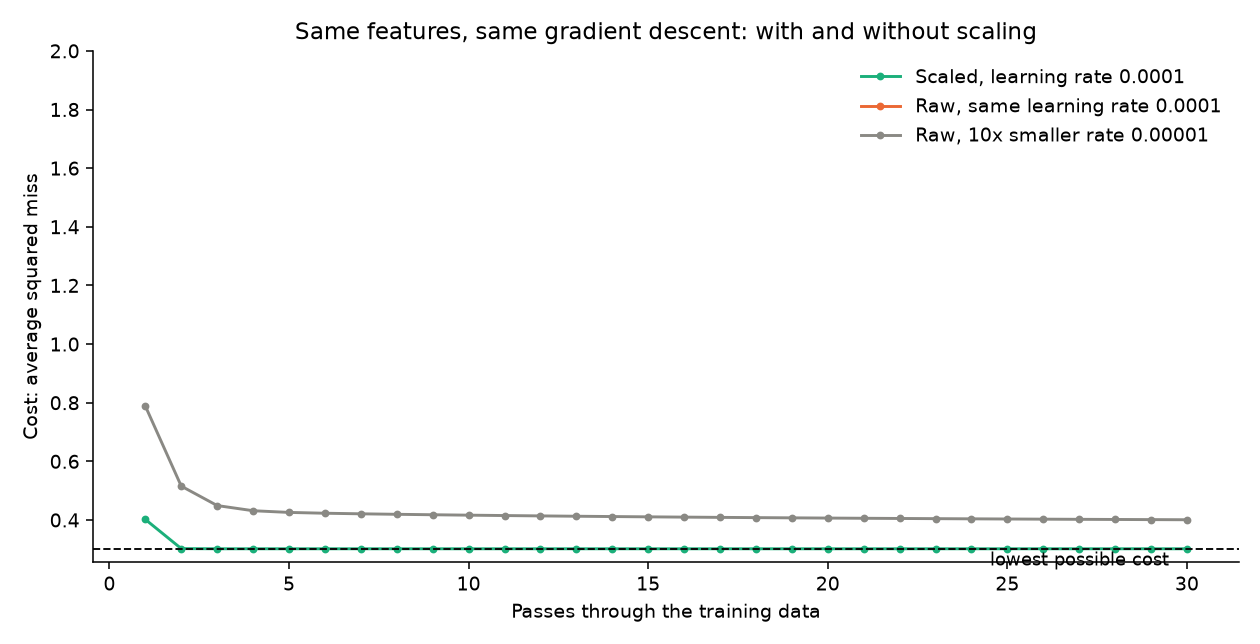 Same features, same gradient descent: with and without scaling
Scaled, learning rate 0.0001
Raw, same learning rate 0.0001
Raw, 10x smaller rate 0.00001
Cost: average squared miss
2.0
1.8
1.6
1.4
1.2
1.0
0.8
0.6
0.4
lowest possible cost
0 5 10 15 20 25 30
Passes through the training data